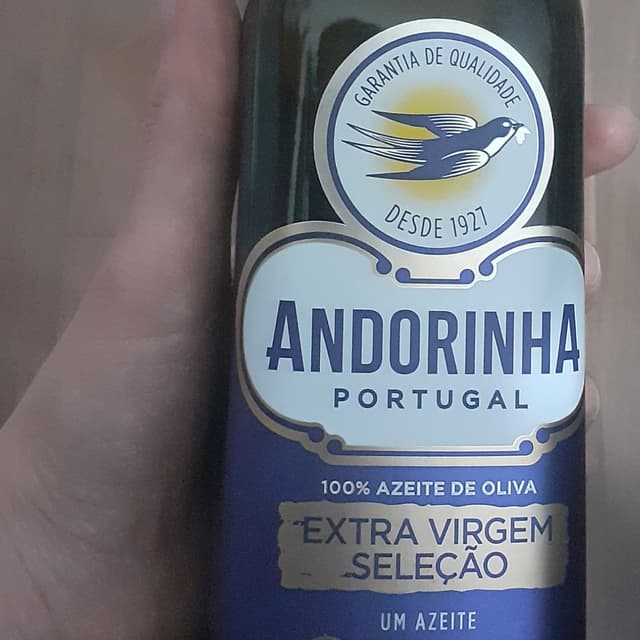 GARANTIA DE QUALIDADE
DESDE 1927
ANDORINHA
PORTUGAL
100% AZEITE DE OLIVA
EXTRA VIRGEM
SELEÇÃO
UM AZEITE